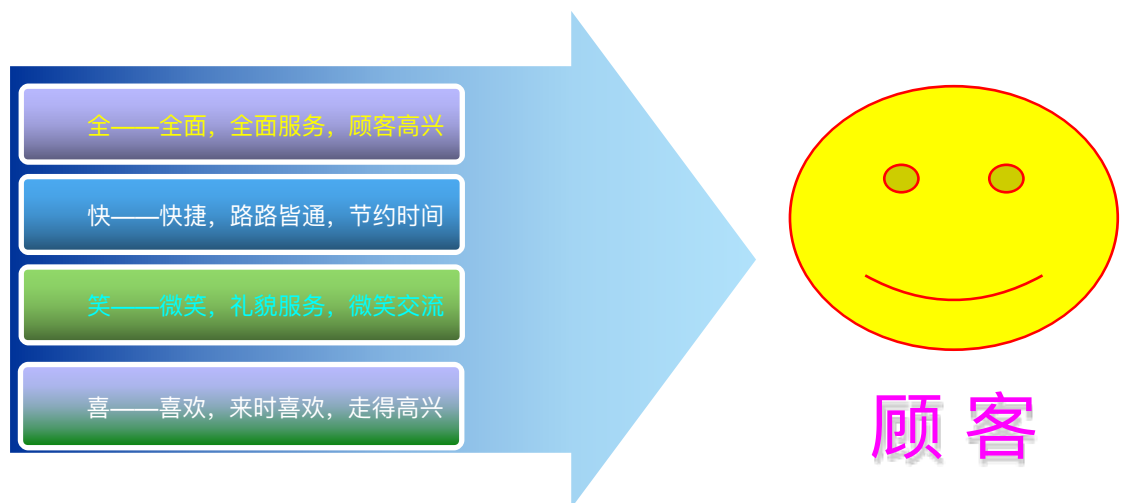 全——全面，全面服务，顾客高兴
快——快捷，路路皆通，节约时间
笑——微笑，礼貌服务，微笑交流
喜——喜欢，来时喜欢，走得高兴
顾 客